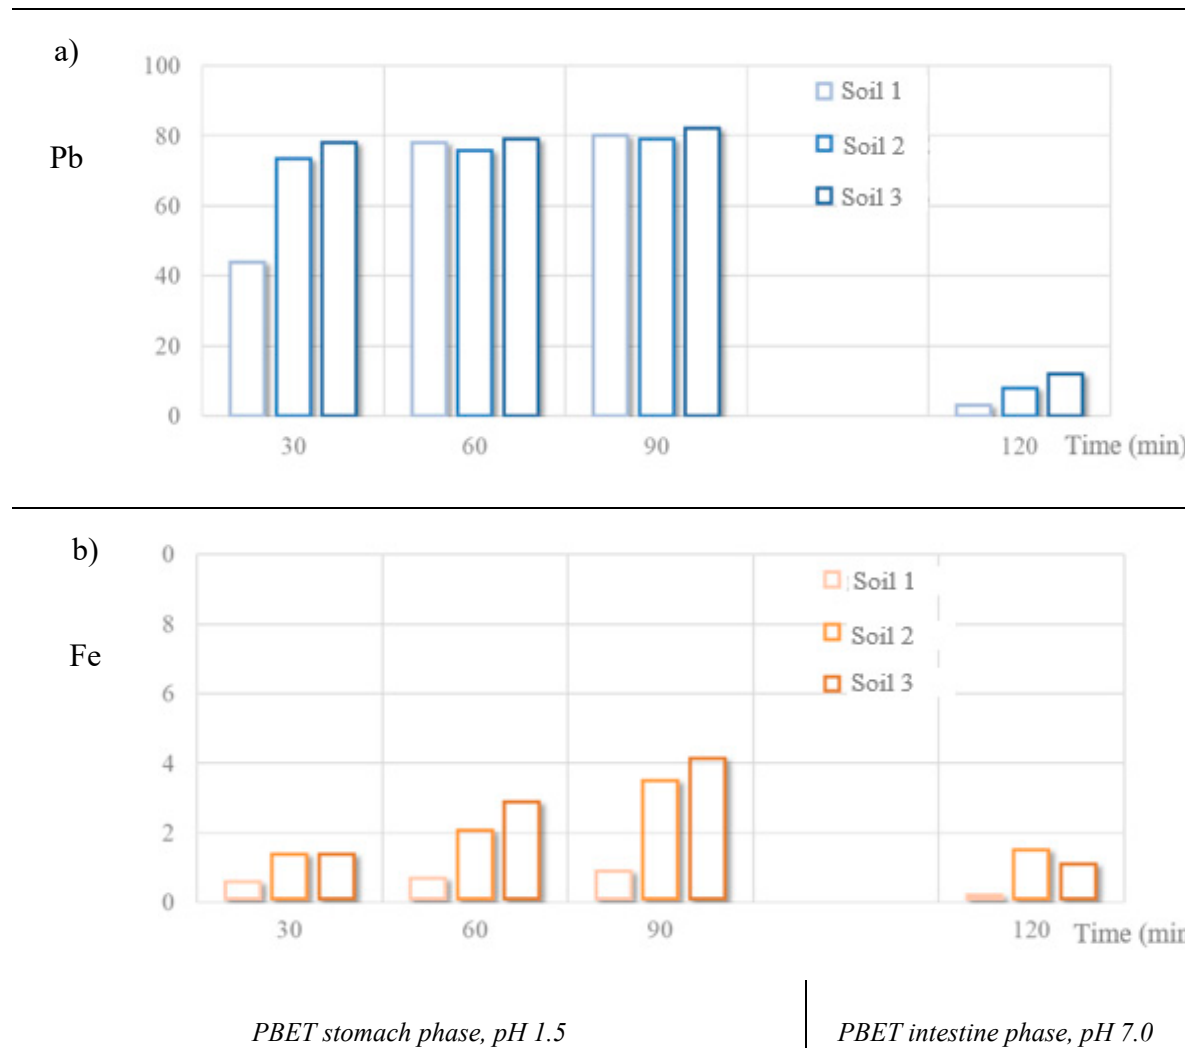 a)
100
Soil 1
80
Pb
Soil 2
60
Soil 3
40
20
0
30 60 90 120 Time (min)
b)
0
Soil 1
8
Soil 2
Fe
6
Soil 3
4
2
0
30 60 90 120 Time (min
PBET stomach phase, pH 1.5
PBET intestine phase, pH 7.0